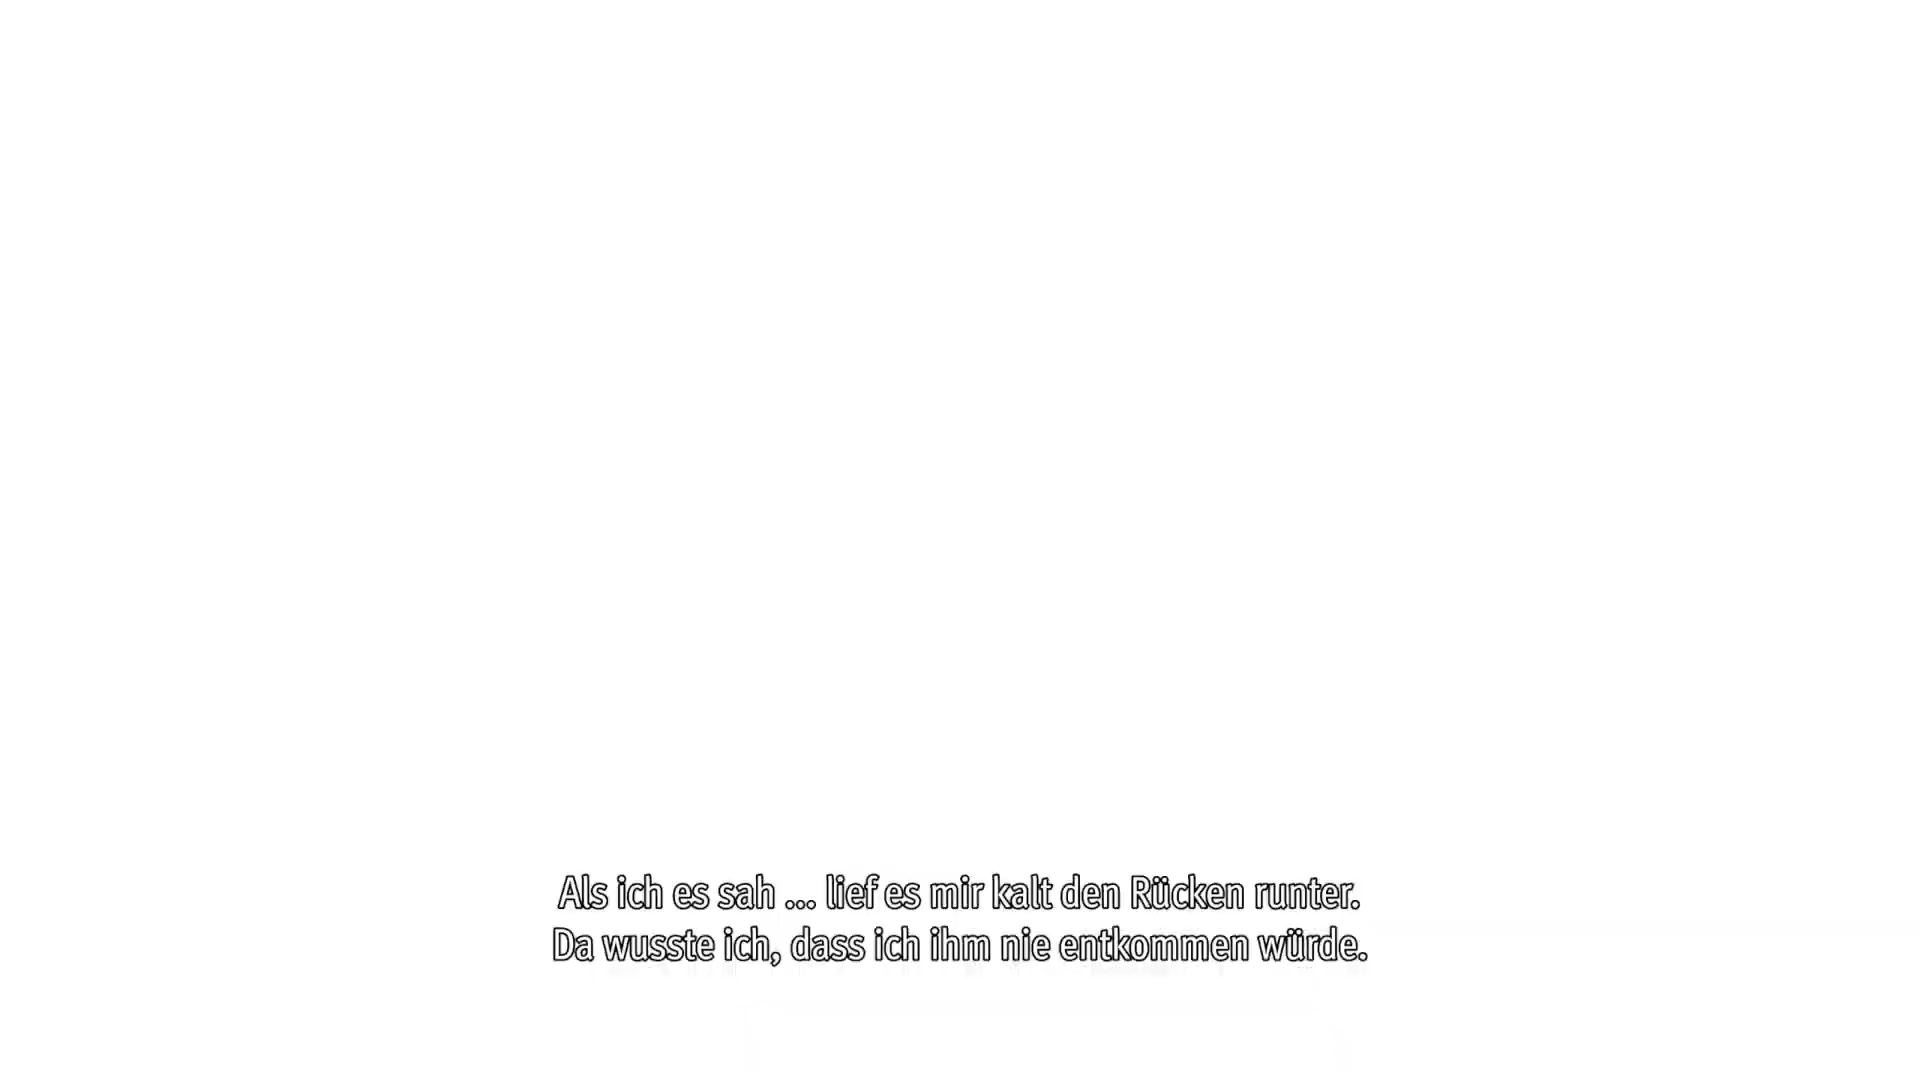 Als ich es sah ... lief es mir kalt den Rücken runter.
Da wusste ich, dass ich ihm nie entkommen würde.